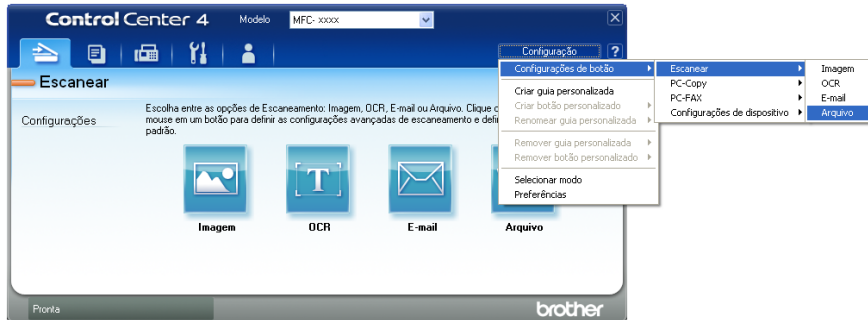 Control Center 4 Modelo MFC- xxxx
Configuração ?
Escanear
Configurações
Escolha entre as opções de Escaneamento: Imagem, OCR, E-mail ou Arquivo. Clique
mouse em um botão para definir as configurações avançadas de escaneamento e
padrão.
Imagem OCR E-mail Arquivo
Configurações de botão
Criar guia personalizada
Criar botão personalizado
Renomear guia personalizada
Remover guia personalizada
Remover botão personalizado
Selecionar modo
Preferências
Escanear
PC-Copy
PC-FAX
Configurações de dispositivo
Imagem
OCR
E-mail
Arquivo
Pronta
brother